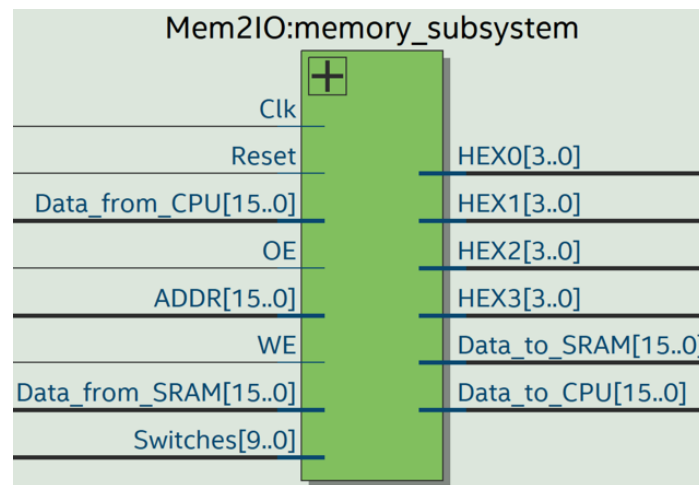 Mem2IO:memory_subsystem
Clk
Reset
Data_from_CPU[15..0]
OE
ADDR[15..0]
WE
Data_from_SRAM[15..0]
Switches[9..0]
HEX0[3..0]
HEX1[3..0]
HEX2[3..0]
HEX3[3..0]
Data_to_SRAM[15..0]
Data_to_CPU[15..0]